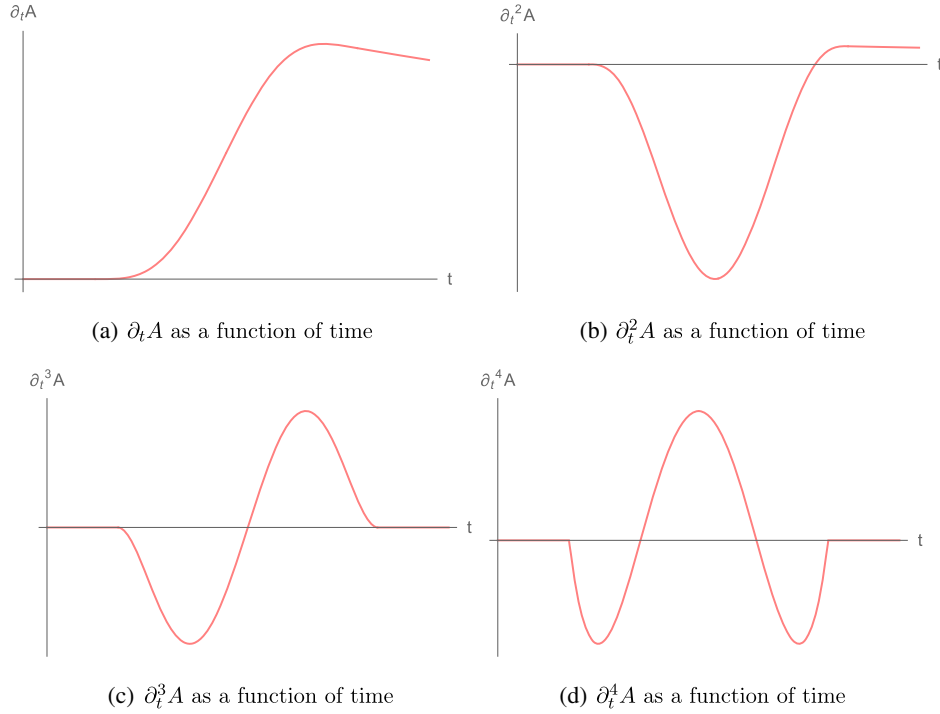 ∂ₜA
t
(a) ∂ₜA as a function of time
∂ₜ²A
t
(b) ∂ₜ²A as a function of time
∂ₜ³A
t
(c) ∂ₜ³A as a function of time
∂ₜ⁴A
t
(d) ∂ₜ⁴A as a function of time